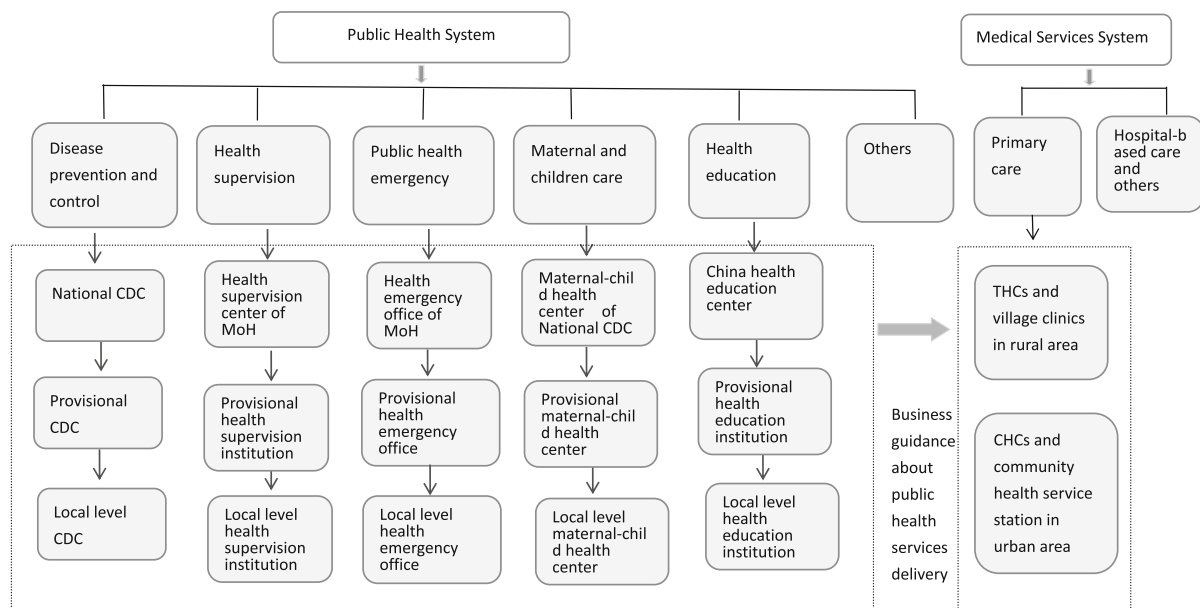 Public Health System
Medical Services System
Disease
prevention and
control
Health
supervision
Public health
emergency
Maternal and
children care
Health
education
Others
Primary
care
Hospital-b
ased care
and
others
National CDC
Health
supervision
center of
MoH
Health
emergency
office of
MoH
Maternal-chil
d health
center of
National CDC
China health
education
center
THCs and
village clinics
in rural area
Provisional
CDC
Provisional
health
supervision
institution
Provisional
health
emergency
office
Provisional
maternal-chil
d health
center
Provisional
health
education
institution
Business
guidance
about
public
health
services
delivery
CHCs and
community
health service
station in
urban area
Local level
CDC
Local level
health
supervision
institution
Local level
health
emergency
office
Local level
maternal-chil
d health
center
Local level
health
education
institution